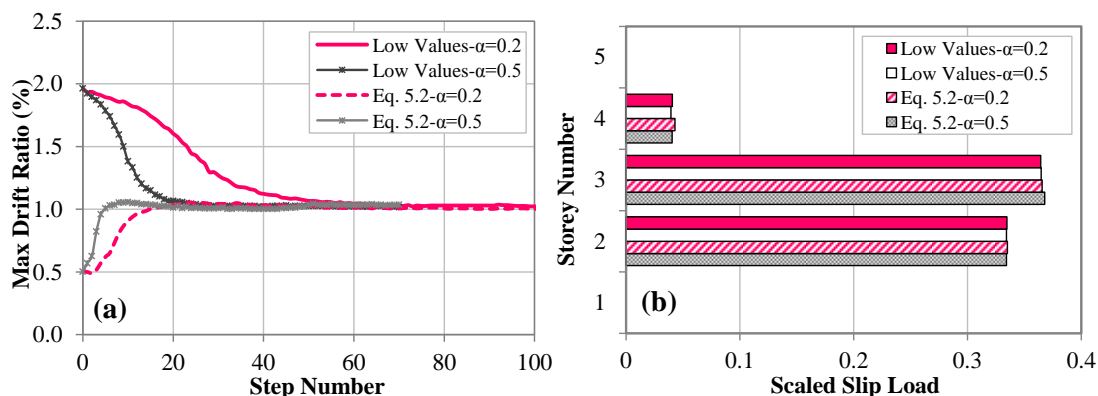 2.5
2.0
1.5
1.0
0.5
0.0
Max Drift Ratio (%)
Low Values-α=0.2
Low Values-α=0.5
Eq. 5.2-α=0.2
Eq. 5.2-α=0.5
(a)
0 20 40 60 80 100
Step Number
5
4
3
2
1
Storey Number
Low Values-α=0.2
Low Values-α=0.5
Eq. 5.2-α=0.2
Eq. 5.2-α=0.5
(b)
0 0.1 0.2 0.3 0.4
Scaled Slip Load